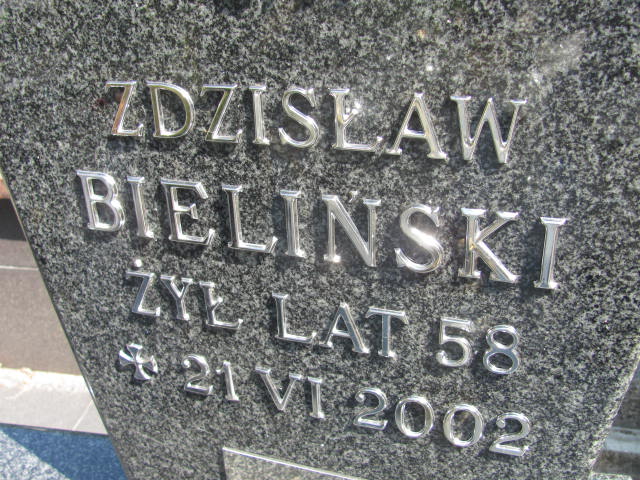 ZDZISŁAW
BIELIŃSKI
ŻYŁ LAT 58
✠ 21 VI 2002